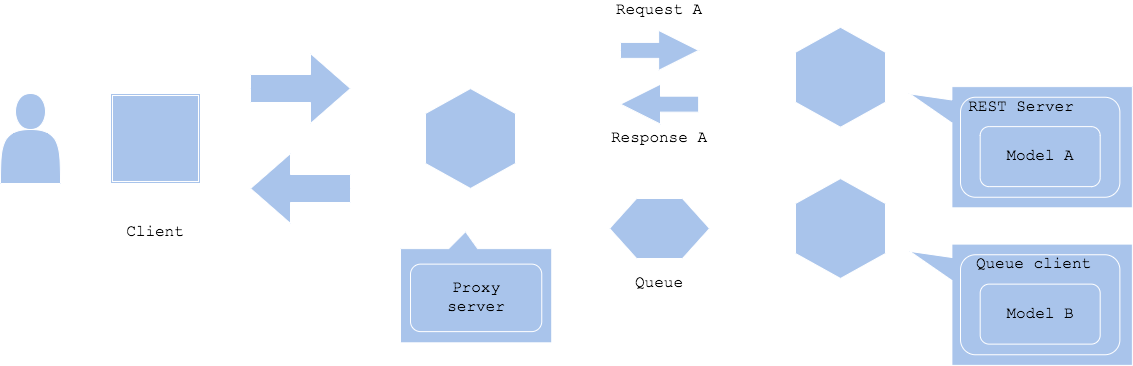 Request A
Response A
REST Server
Model A
Client
Queue
Proxy
server
Queue client
Model B